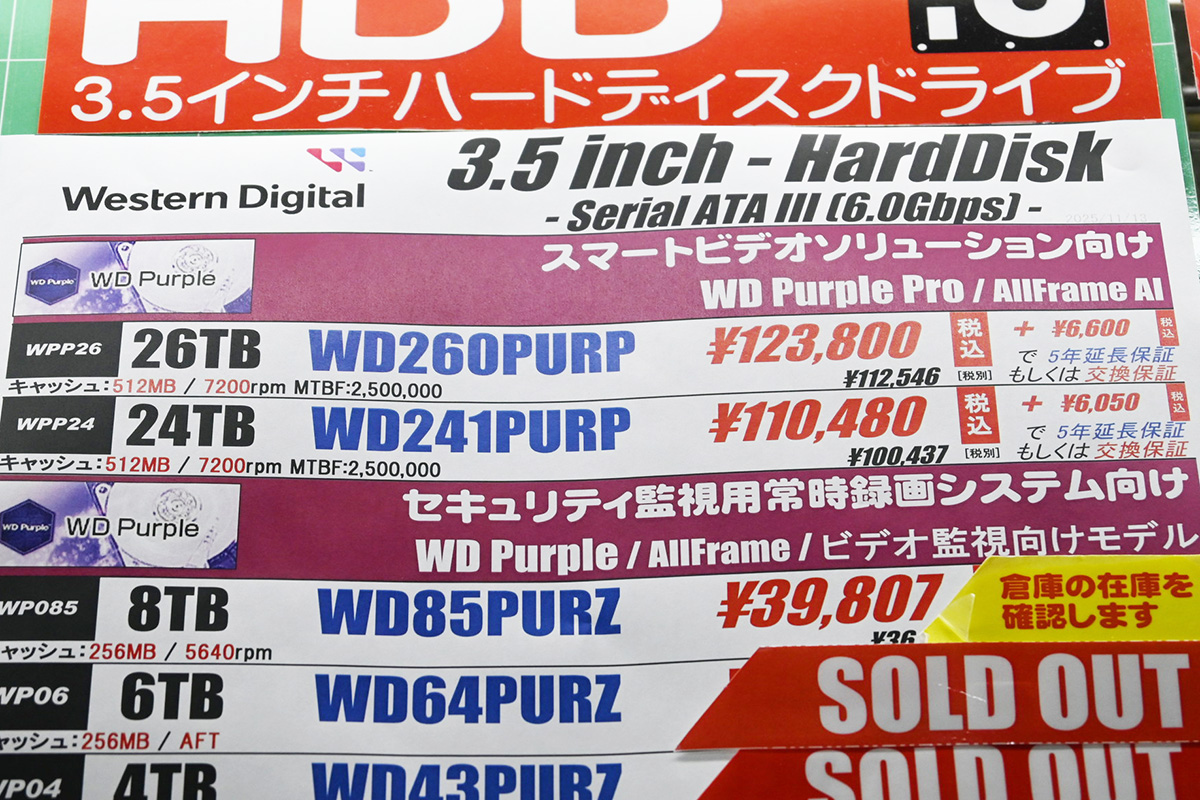 HDD
3.5インチハードディスクドライブ
Western Digital
3.5 inch - HardDisk
- Serial ATA III (6.0Gbps) -
2025.11/13
WD Purple WD Purple
スマートビデオソリューション向け
WD Purple Pro / AllFrame AI
WPP26 26TB WD260PURP ¥123,800 税込 + ¥6,600 税込
¥112,546 [税別] で 5年延長保証
キャッシュ:512MB / 7200rpm MTBF:2,500,000 もしくは 交換保証
WPP24 24TB WD241PURP ¥110,480 税込 + ¥6,050 税込
¥100,437 [税別] で 5年延長保証
キャッシュ:512MB / 7200rpm MTBF:2,500,000 もしくは 交換保証
WD Purple WD Purple
セキュリティ監視用常時録画システム向け
WD Purple / AllFrame / ビデオ監視向けモデル
WP085 8TB WD85PURZ ¥39,807
¥36
倉庫の在庫を
確認します
ャッシュ:256MB / 5640rpm
WP06 6TB WD64PURZ SOLD OUT
ャッシュ:256MB / AFT
WP04 4TB WD43PURZ SOLD OUT